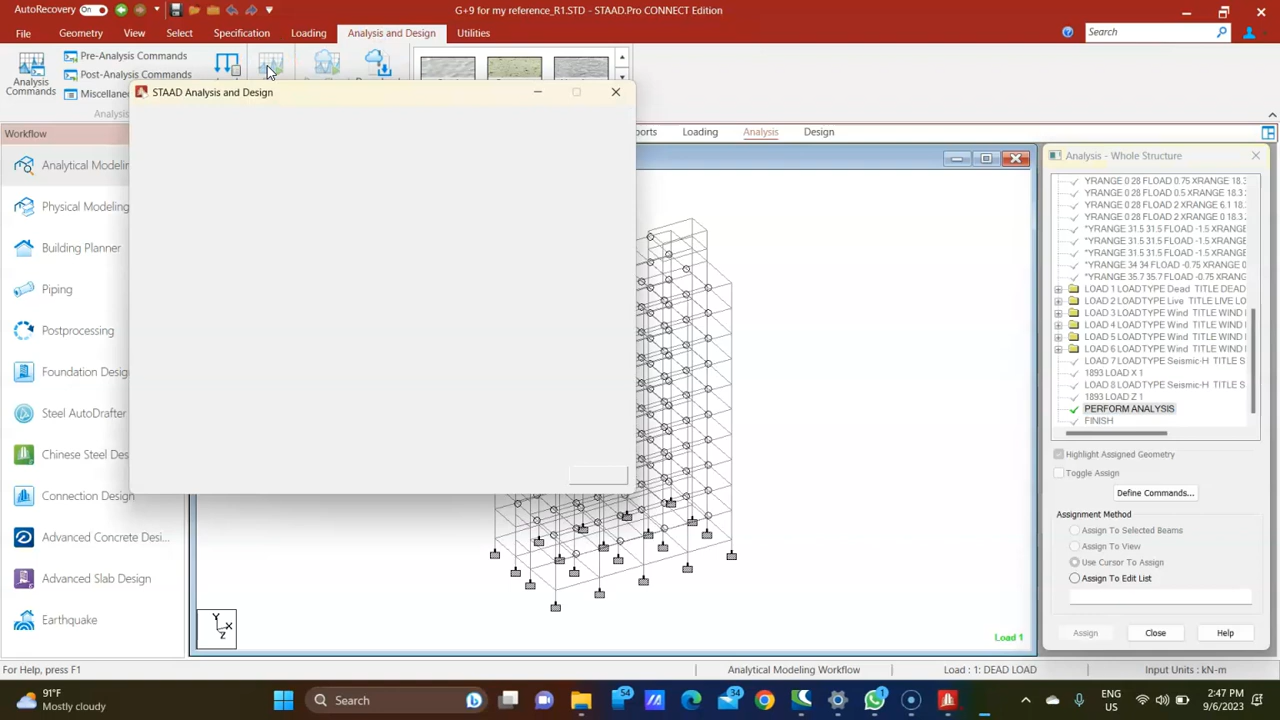 AutoRecovery On
G+9 for my reference_R1.STD - STAAD.Pro CONNECT Edition
File Geometry View Select Specification Loading Analysis and Design Utilities
Search
Analysis
Commands
Pre-Analysis Commands
Post-Analysis Commands
STAAD Analysis and Design
Workflow
Loading Analysis Design
Analytical Modelin
Physical Modeling
Building Planner
Piping
Postprocessing
Foundation Desig
Steel AutoDrafter
Chinese Steel Des
Connection Design
Advanced Concrete Desi...
Advanced Slab Design
Earthquake
Y
X
Z
Load 1
Analysis - Whole Structure
YRANGE 0 28 FLOAD 0.75 XRANGE 18.3
YRANGE 0 28 FLOAD 0.5 XRANGE 18.3
YRANGE 0 28 FLOAD 2 XRANGE 6.1 18.
YRANGE 0 28 FLOAD 2 XRANGE 0 18.3
*YRANGE 31.5 31.5 FLOAD -1.5 XRANGE
*YRANGE 31.5 31.5 FLOAD -1.5 XRANGE
*YRANGE 31.5 31.5 FLOAD -1.5 XRANGE
*YRANGE 34 34 FLOAD -0.75 XRANGE 0
*YRANGE 35.7 35.7 FLOAD -0.75 XRANGE
LOAD 1 LOADTYPE Dead TITLE DEAD
LOAD 2 LOADTYPE Live TITLE LIVE LO
LOAD 3 LOADTYPE Wind TITLE WIND
LOAD 4 LOADTYPE Wind TITLE WIND
LOAD 5 LOADTYPE Wind TITLE WIND
LOAD 6 LOADTYPE Wind TITLE WIND
LOAD 7 LOADTYPE Seismic-H TITLE S
1893 LOAD X 1
LOAD 8 LOADTYPE Seismic-H TITLE S
1893 LOAD Z 1
PERFORM ANALYSIS
FINISH
Highlight Assigned Geometry
Toggle Assign
Define Commands...
Assignment Method
Assign To Selected Beams
Assign To View
Use Cursor To Assign
Assign To Edit List
Assign Close Help
For Help, press F1
Analytical Modeling Workflow
Load : 1: DEAD LOAD
Input Units : kN-m
91°F
Mostly cloudy
Search
54
34
1
ENG
US
2:47 PM
9/6/2023